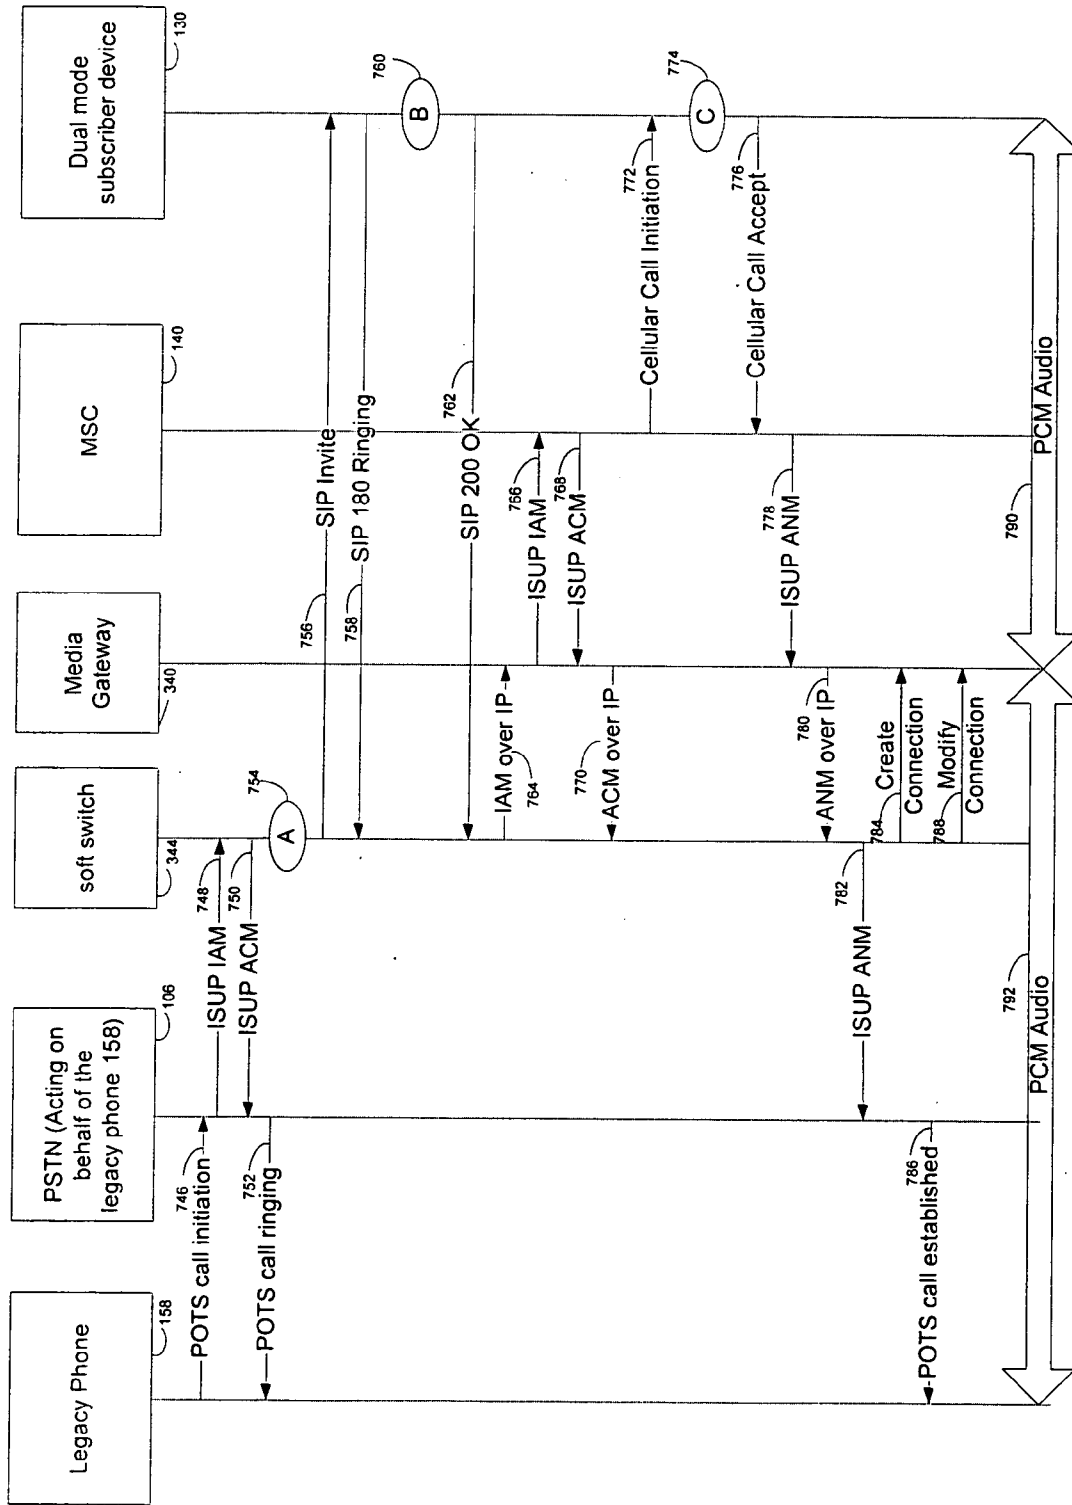 Legacy Phone
158
PSTN (Acting on
behalf of the
legacy phone 158)
106
soft switch
344
Media
Gateway
340
MSC
140
Dual mode
subscriber device
130
POTS call initiation
746
ISUP IAM
748
ISUP ACM
750
POTS call ringing
752
A
754
SIP Invite
756
SIP 180 Ringing
758
B
760
SIP 200 OK
762
IAM over IP
764
ISUP IAM
766
ISUP ACM
768
ACM over IP
770
Cellular Call Initiation
772
C
774
Cellular Call Accept
776
ISUP ANM
778
ANM over IP
780
ISUP ANM
782
784
Create
Connection
POTS call established
786
788
Modify
Connection
790
PCM Audio
792
PCM Audio